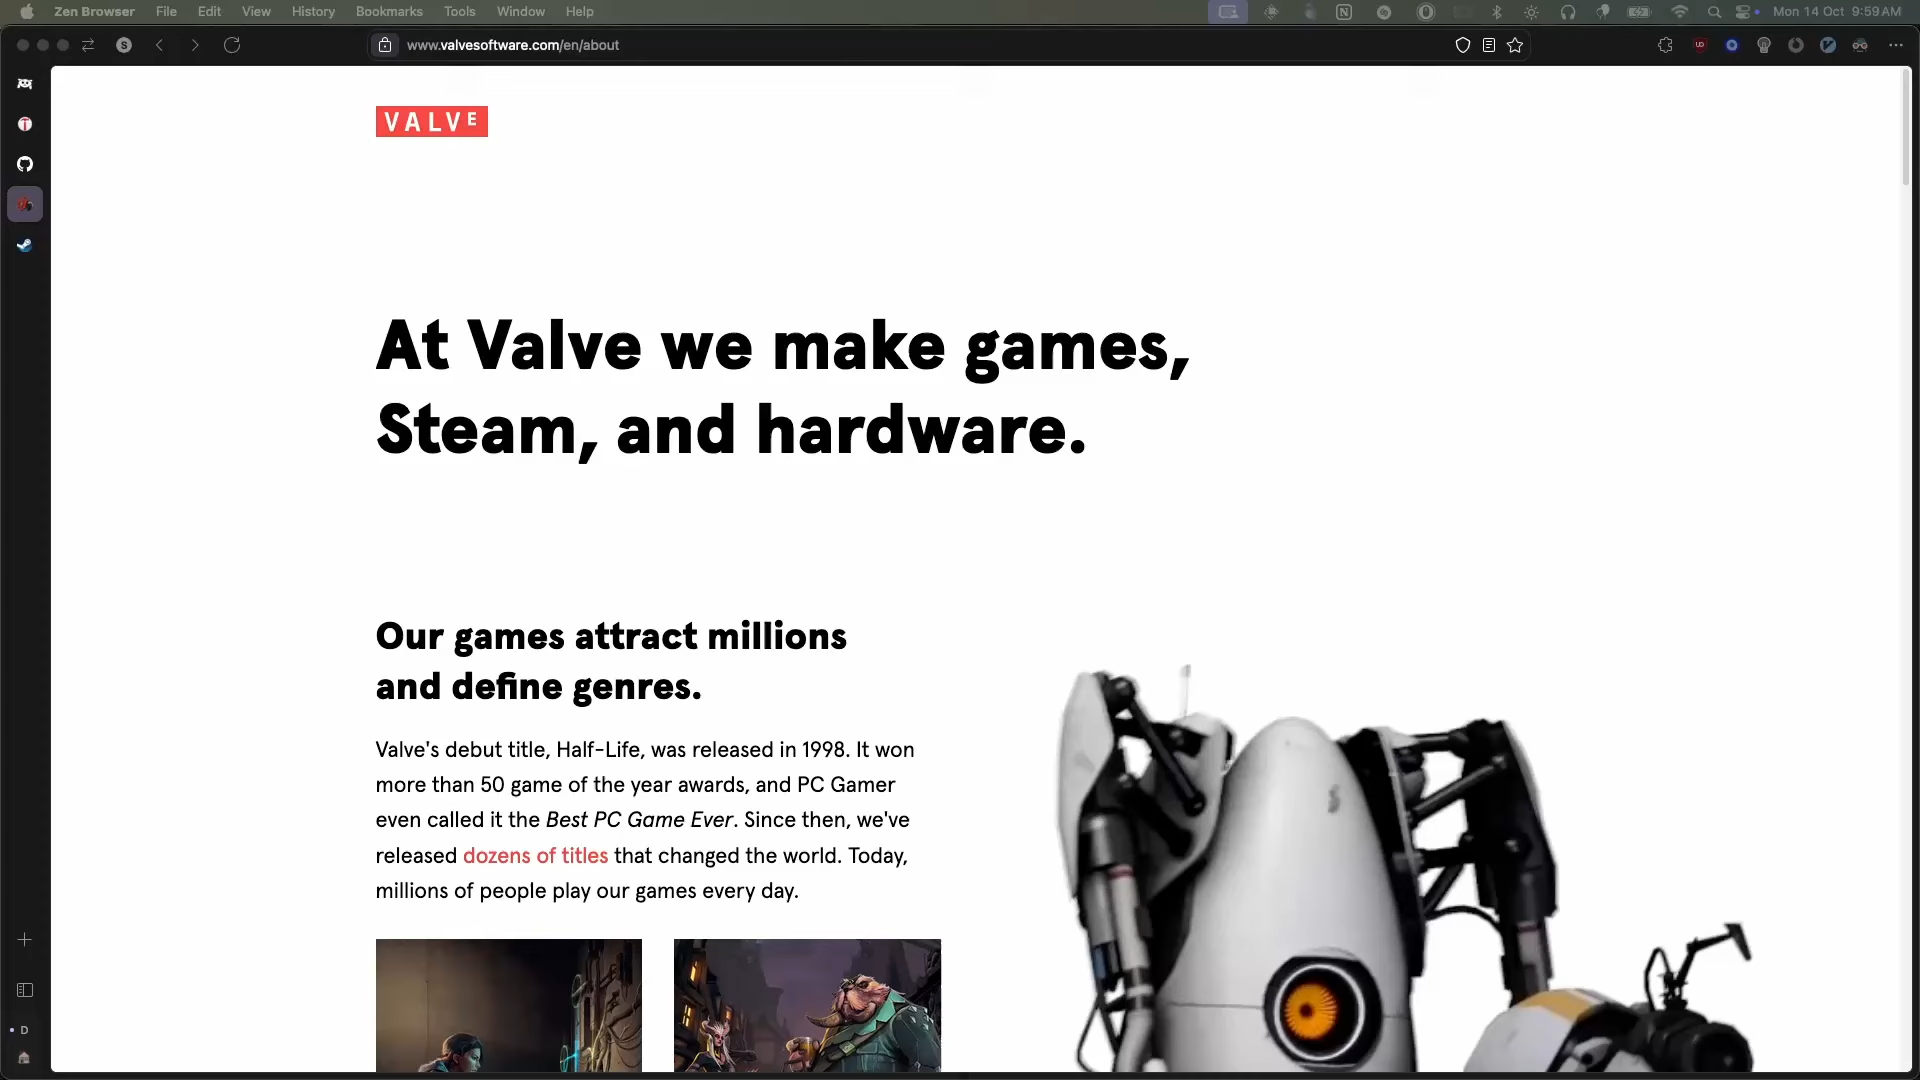 Zen Browser File Edit View History Bookmarks Tools Window Help Mon 14 Oct 9:59 AM
S www.valvesoftware.com/en/about
VALVE
At Valve we make games,
Steam, and hardware.
Our games attract millions
and define genres.
Valve's debut title, Half-Life, was released in 1998. It won
more than 50 game of the year awards, and PC Gamer
even called it the Best PC Game Ever. Since then, we've
released dozens of titles that changed the world. Today,
millions of people play our games every day.
D